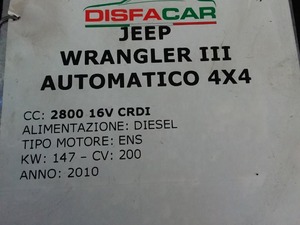 DISFACAR
JEEP
WRANGLER III
AUTOMATICO 4X4
CC: 2800 16V CRDI
ALIMENTAZIONE: DIESEL
TIPO MOTORE: ENS
KW: 147 – CV: 200
ANNO: 2010